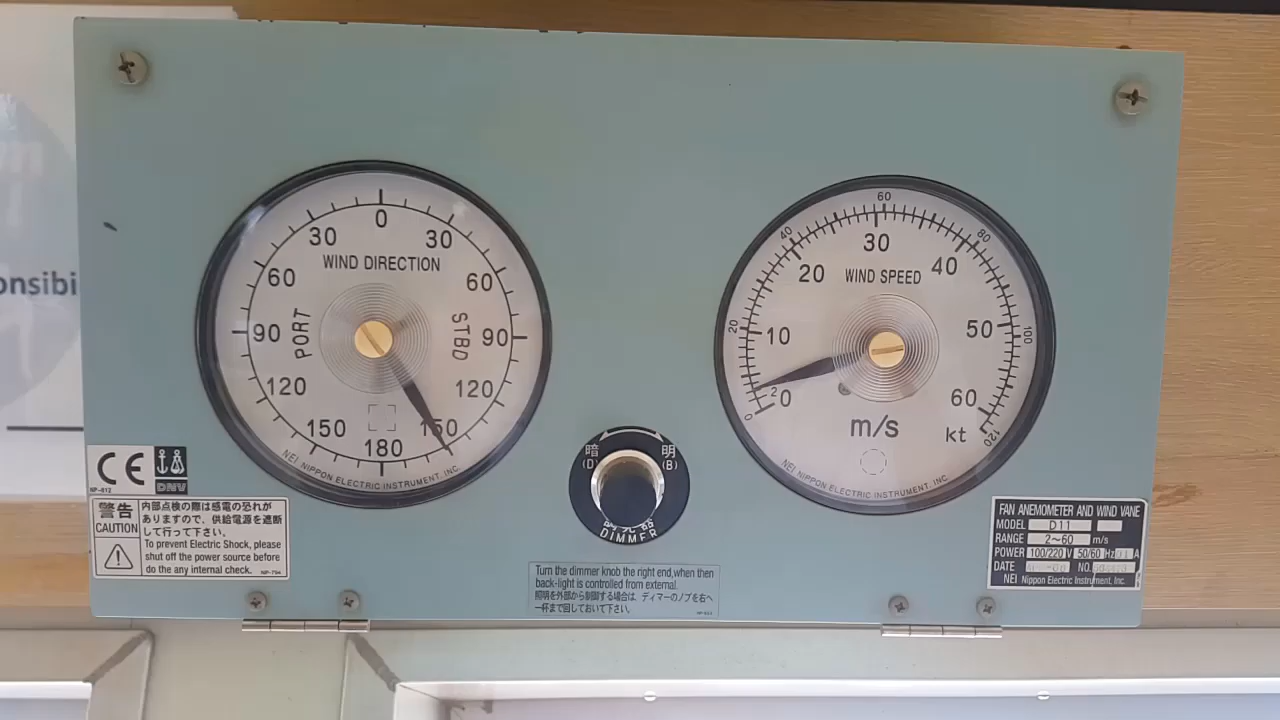 onsibi
0
30
30
60
60
90
90
120
120
150
150
180
WIND DIRECTION
PORT
STBD
NEI NIPPON ELECTRIC INSTRUMENT, INC.
0
20
40
60
80
100
120
0
2
10
20
30
40
50
60
WIND SPEED
m/s
kt
NEI NIPPON ELECTRIC INSTRUMENT, INC.
暗 明
(D) (B)
DIMMER
CE
DNV
NP-812
警告
CAUTION
内部点検の際は感電の恐れが
ありますので、供給電源を遮断
して行って下さい。
To prevent Electric Shock, please
shut off the power source before
do the any internal check. NP-794
Turn the dimmer knob the right end,when then
back-light is controlled from external.
照明を外部から制御する場合は、ディマーのノブを右へ
一杯まで回しておいて下さい。
FAN ANEMOMETER AND WIND VANE
MODEL D11
RANGE 2~60 m/s
POWER 100/220 V 50/60 Hz A
DATE NO.
NEI Nippon Electric Instrument, Inc.